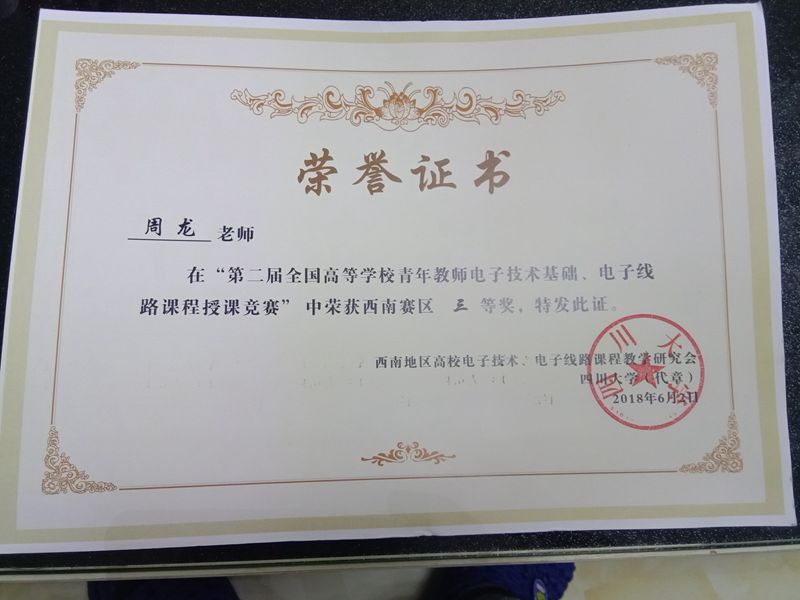 荣誉证书
周龙 老师
在“第二届全国高等学校青年教师电子技术基础、电子线
路课程授课竞赛”中荣获西南赛区 三 等奖，特发此证。
西南地区高校电子技术、电子线路课程教学研究会
四川大学（代章）
2018年6月2日
四川大学